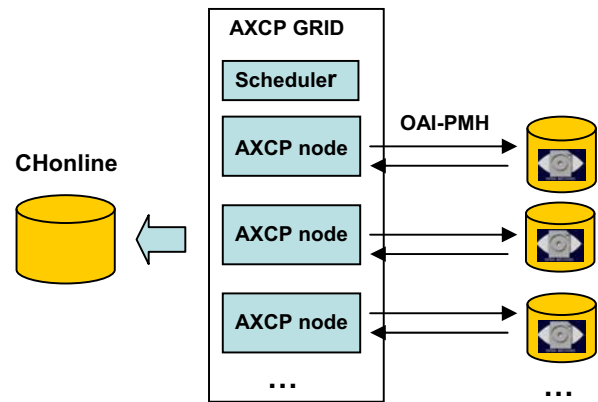 AXCP GRID
Scheduler
OAI-PMH
AXCP node
CHonline
AXCP node
AXCP node
...
...